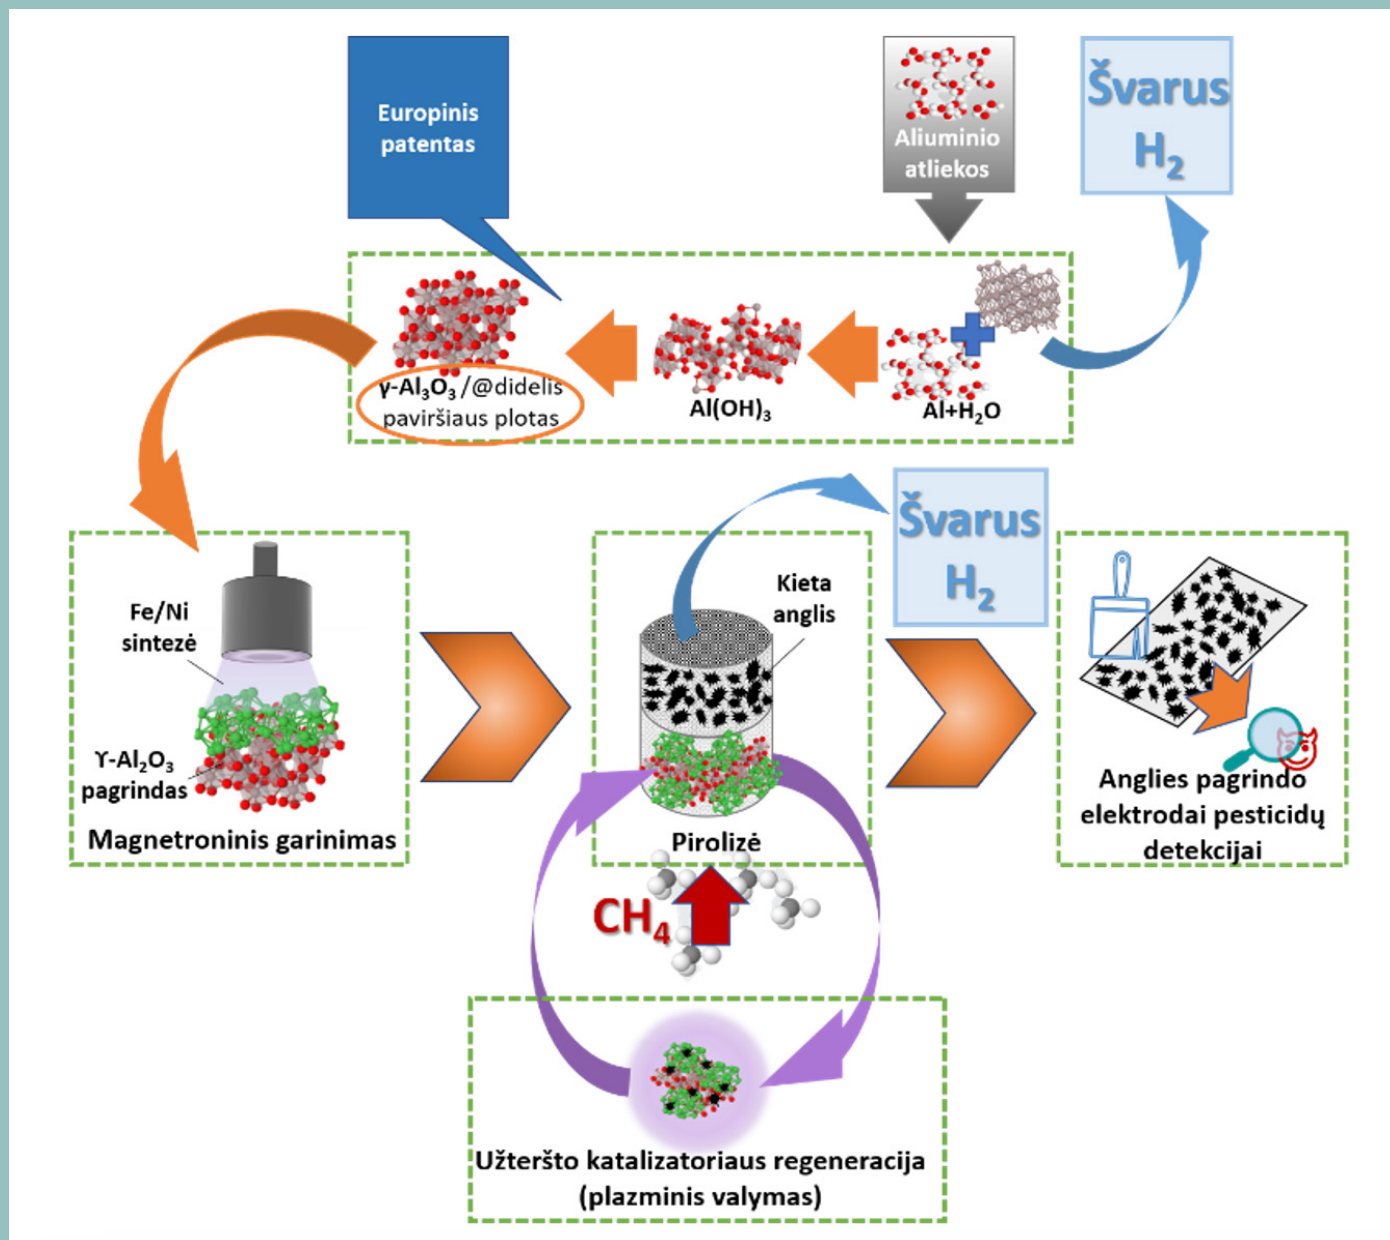 Europinis
patentas
Aliuminio
atliekos
Švarus
H₂
γ-Al₃O₃ /@didelis
paviršiaus plotas
Al(OH)₃
Al+H₂O
Fe/Ni
sintezė
ϒ-Al₂O₃
pagrindas
Magnetroninis garinimas
Kieta
anglis
Pirolizė
Švarus
H₂
CH₄
Anglies pagrindo
elektrodai pesticidų
detekcijai
Užteršto katalizatoriaus regeneracija
(plazminis valymas)